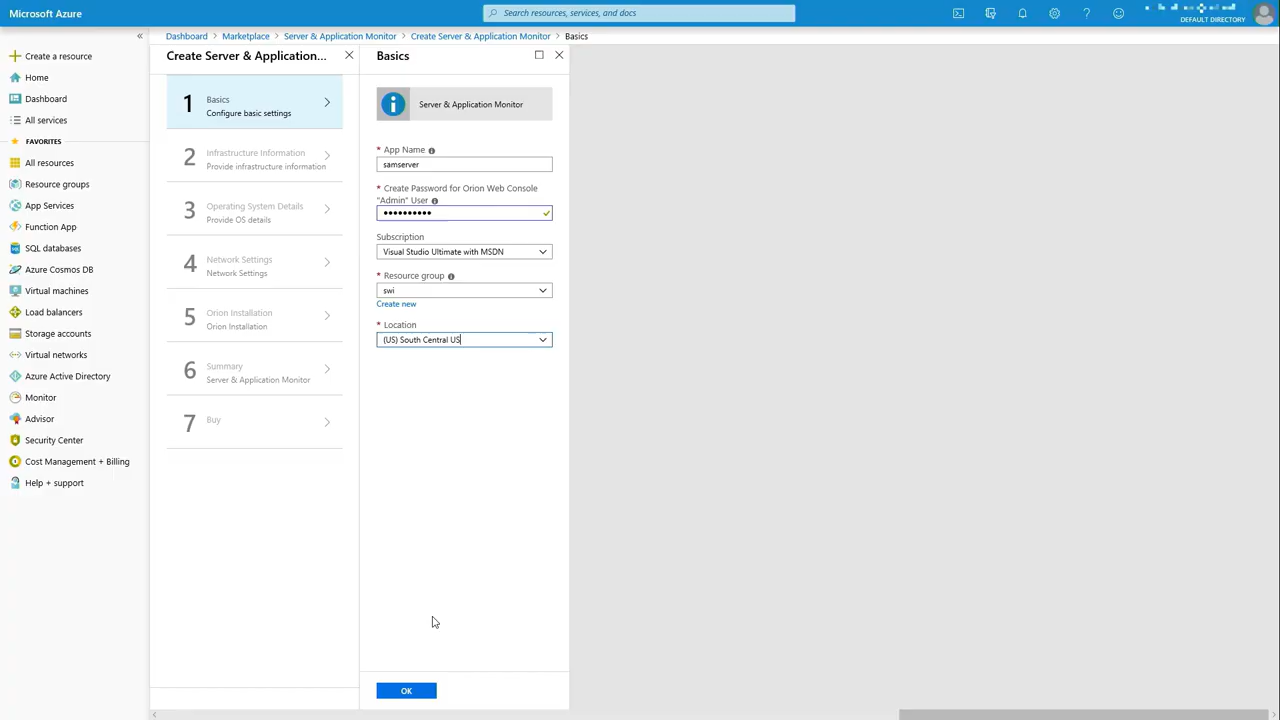 Microsoft Azure
Search resources, services, and docs
DEFAULT DIRECTORY
Create a resource
Home
Dashboard
All services
FAVORITES
All resources
Resource groups
App Services
Function App
SQL databases
Azure Cosmos DB
Virtual machines
Load balancers
Storage accounts
Virtual networks
Azure Active Directory
Monitor
Advisor
Security Center
Cost Management + Billing
Help + support
Dashboard > Marketplace > Server & Application Monitor > Create Server & Application Monitor > Basics
Create Server & Application...
1 Basics
Configure basic settings
2 Infrastructure Information
Provide infrastructure information
3 Operating System Details
Provide OS details
4 Network Settings
Network Settings
5 Orion Installation
Orion Installation
6 Summary
Server & Application Monitor
7 Buy
Basics
Server & Application Monitor
* App Name
samserver
* Create Password for Orion Web Console
"Admin" User
••••••••••
Subscription
Visual Studio Ultimate with MSDN
* Resource group
swi
Create new
* Location
(US) South Central US
OK